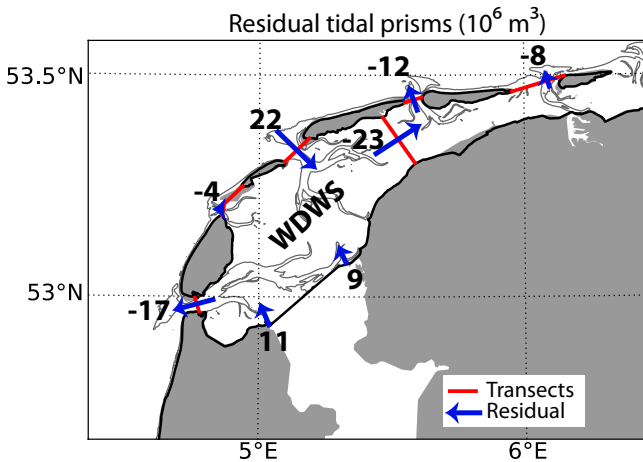 Residual tidal prisms (10⁶ m³)
53.5°N
-12
-8
22
-23
-4
WDWS
53°N
-17
9
11
Transects
Residual
5°E
6°E